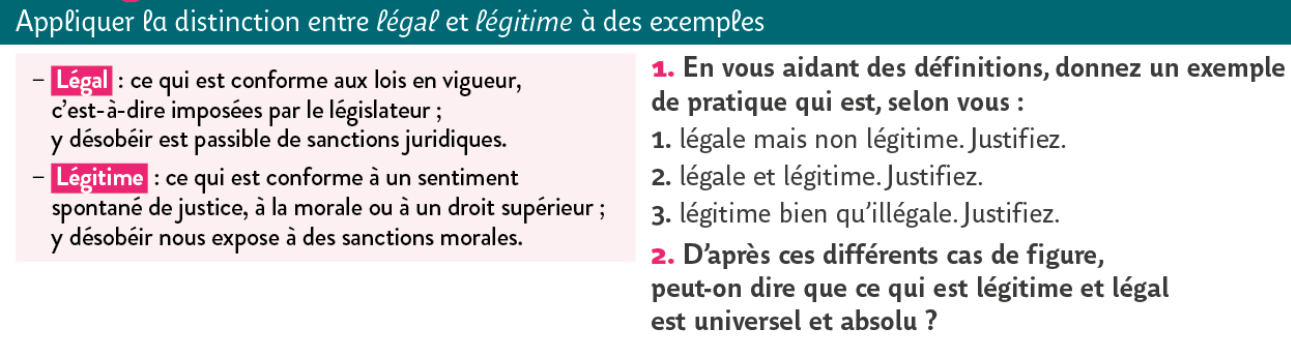 Appliquer la distinction entre légal et légitime à des exemples
– Légal : ce qui est conforme aux lois en vigueur,
c'est-à-dire imposées par le législateur ;
y désobéir est passible de sanctions juridiques.
– Légitime : ce qui est conforme à un sentiment
spontané de justice, à la morale ou à un droit supérieur ;
y désobéir nous expose à des sanctions morales.
1. En vous aidant des définitions, donnez un exemple
de pratique qui est, selon vous :
1. légale mais non légitime. Justifiez.
2. légale et légitime. Justifiez.
3. légitime bien qu'illégale. Justifiez.
2. D'après ces différents cas de figure,
peut-on dire que ce qui est légitime et légal
est universel et absolu ?